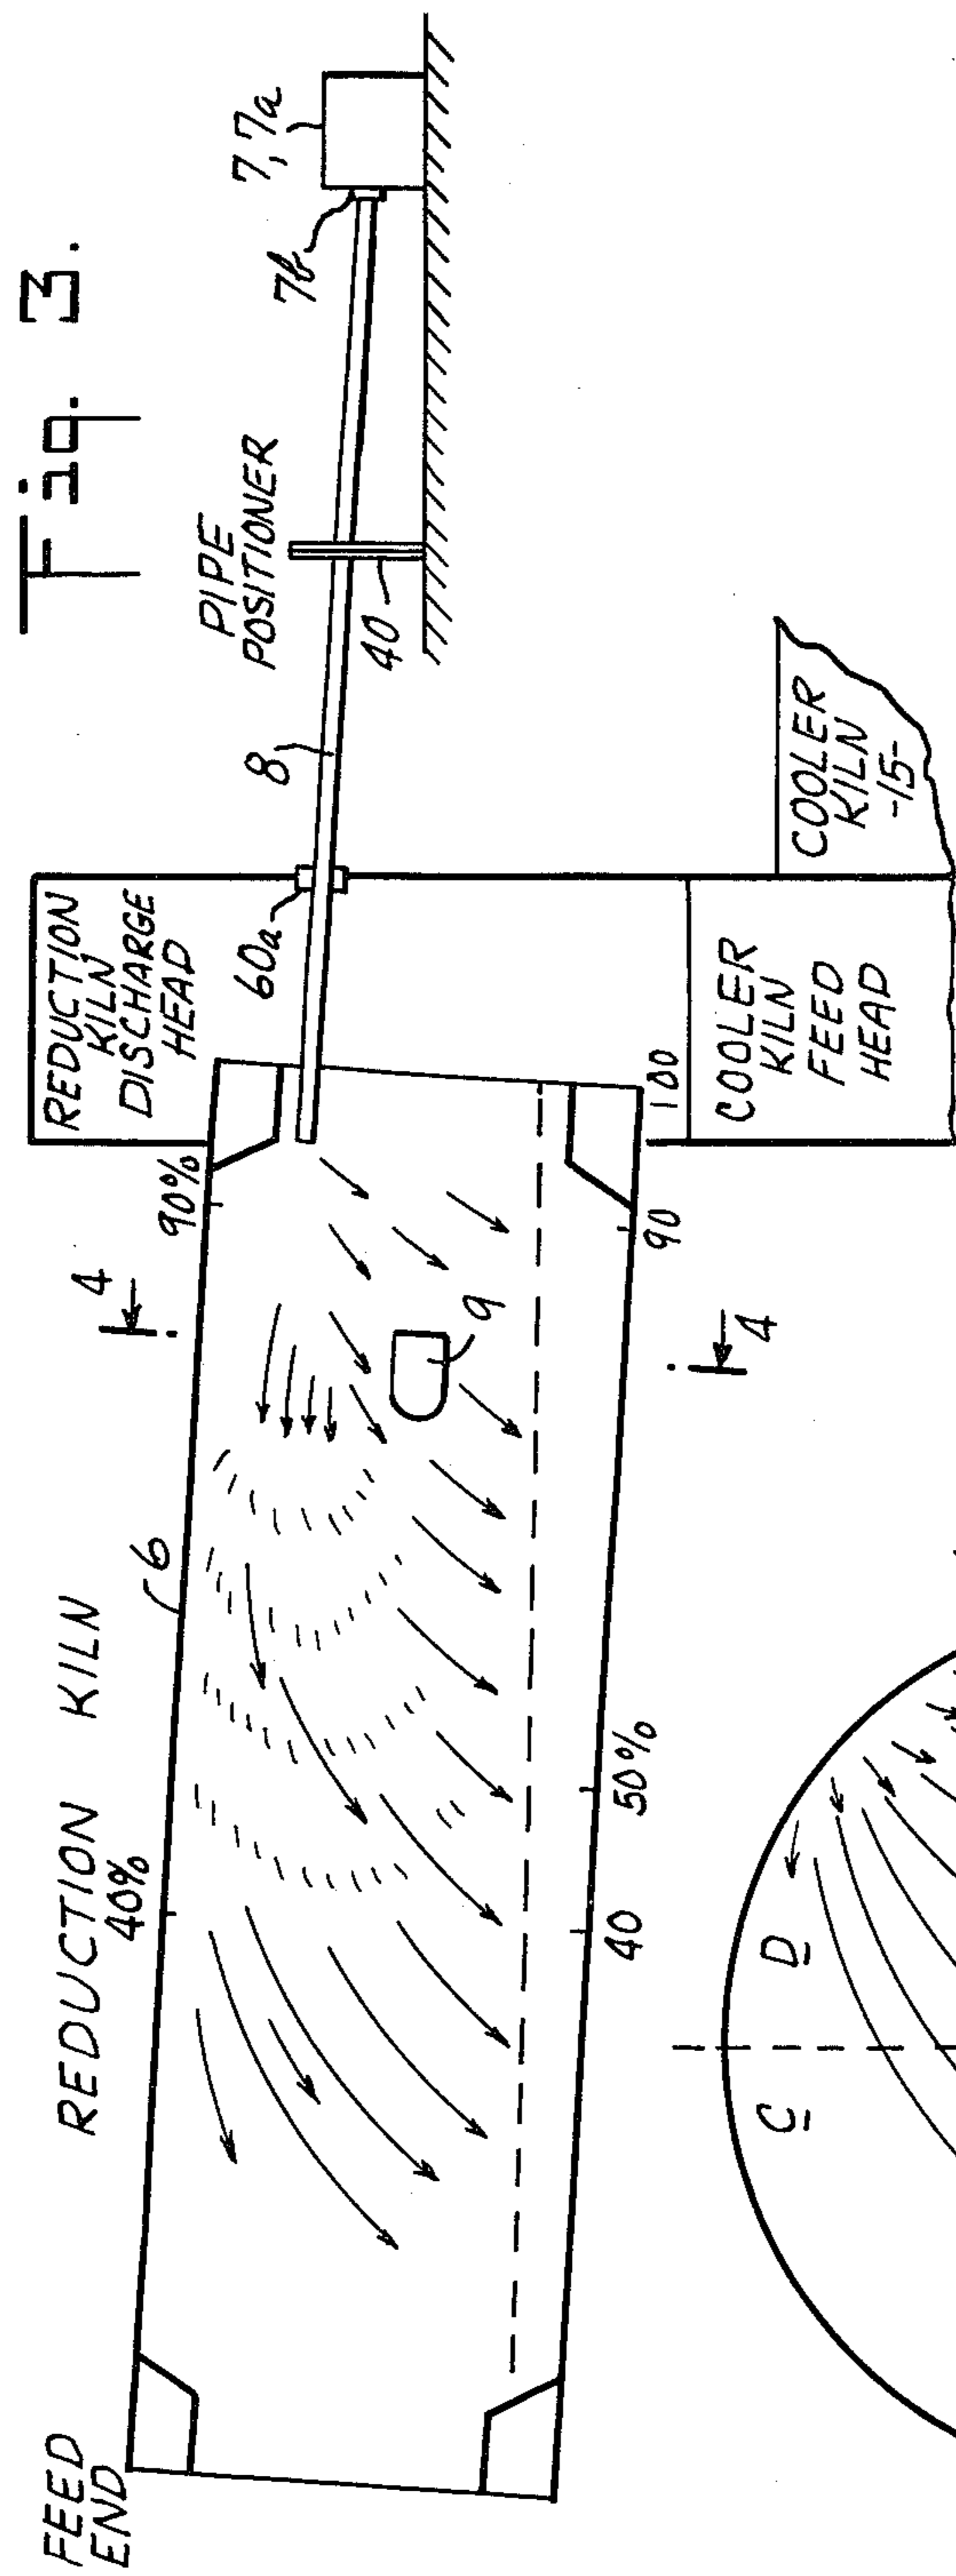 Fig. 3.
FEED
END
REDUCTION KILN
40%
6
4
90%
REDUCTION
KILN
DISCHARGE
HEAD
60a
8
PIPE
POSITIONER
40
7b
7, 7a
9
40
50%
4
90
100
COOLER
KILN
FEED
HEAD
COOLER
KILN
-15-
C
D